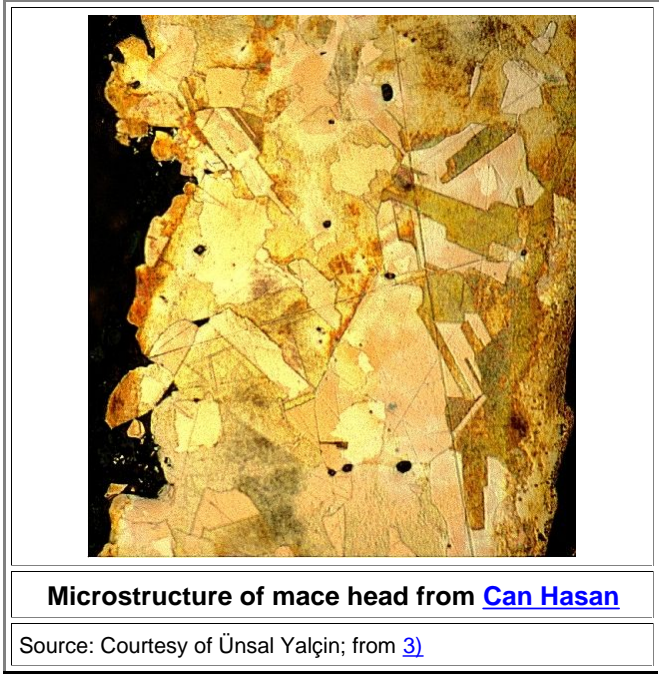 Microstructure of mace head from Can Hasan
Source: Courtesy of Ünsal Yalçin; from 3)